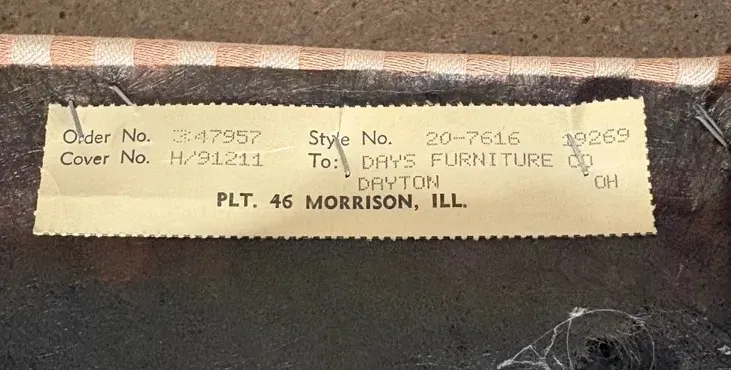 Order No. 347957 Style No. 20-7616 19269
Cover No. H/91211 To: DAYS FURNITURE CO
DAYTON OH
PLT. 46 MORRISON, ILL.